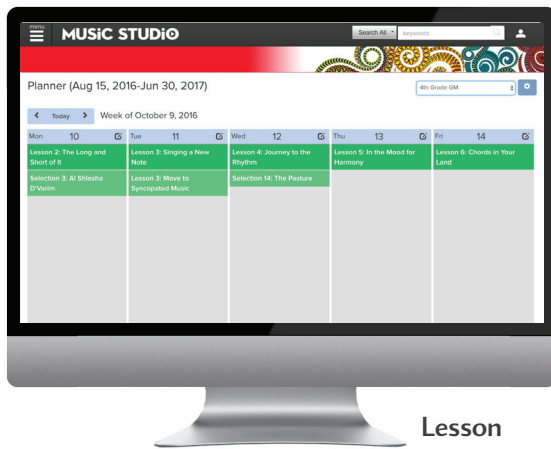 menu
MUSiC STUDiO
Search All
keywords
Planner (Aug 15, 2016-Jun 30, 2017)
4th Grade GM
Today
Week of October 9, 2016
Mon 10
Tue 11
Wed 12
Thu 13
Fri 14
Lesson 2: The Long and
Short of It
Selection 3: Al Shlosha
D'Varim
Lesson 3: Singing a New
Note
Lesson 3: Move to
Syncopated Music
Lesson 4: Journey to the
Rhythm
Selection 14: The Pasture
Lesson 5: In the Mood for
Harmony
Lesson 6: Chords in Your
Land
Lesson